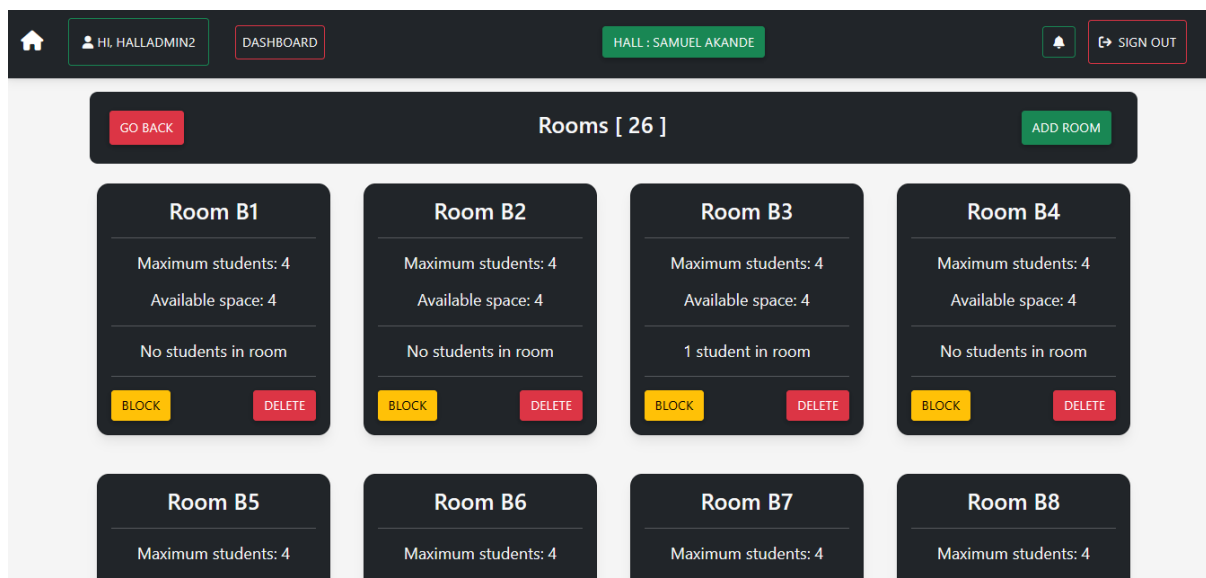 HI, HALLADMIN2 DASHBOARD HALL : SAMUEL AKANDE SIGN OUT
GO BACK Rooms [ 26 ] ADD ROOM
Room B1
Maximum students: 4
Available space: 4
No students in room
BLOCK DELETE
Room B2
Maximum students: 4
Available space: 4
No students in room
BLOCK DELETE
Room B3
Maximum students: 4
Available space: 4
1 student in room
BLOCK DELETE
Room B4
Maximum students: 4
Available space: 4
No students in room
BLOCK DELETE
Room B5
Maximum students: 4
Room B6
Maximum students: 4
Room B7
Maximum students: 4
Room B8
Maximum students: 4